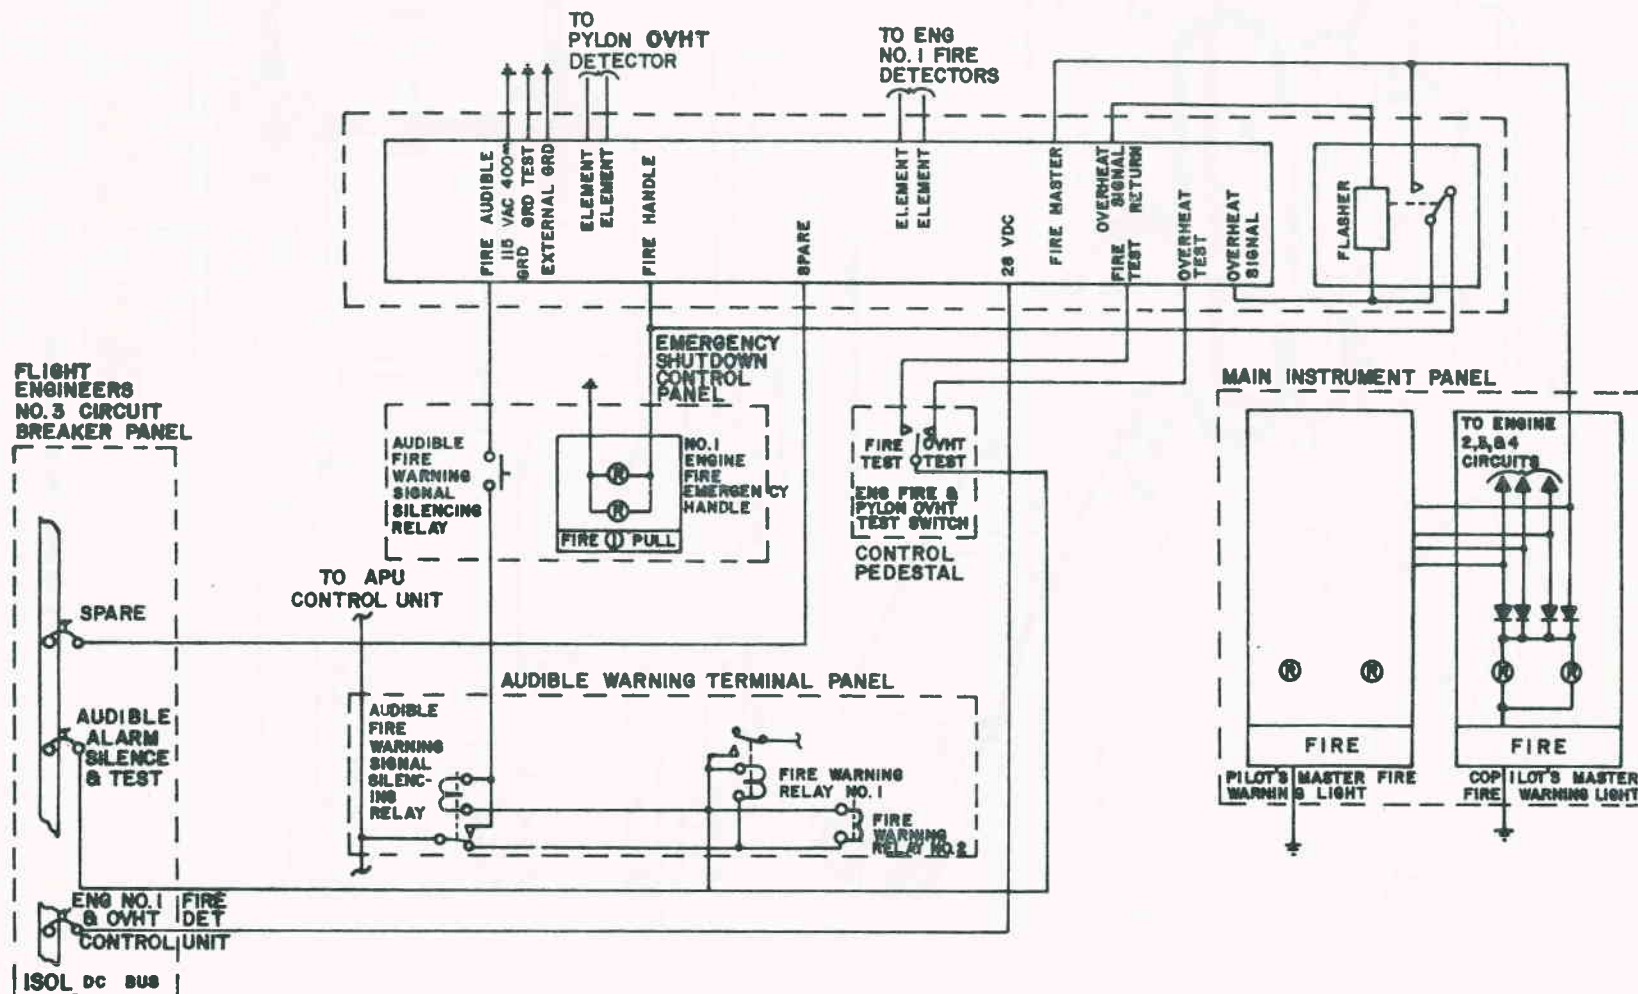 TO
PYLON OVHT
DETECTOR
TO ENG
NO. 1 FIRE
DETECTORS
FIRE AUDIBLE
115 VAC 400~
GRD GRD TEST
EXTERNAL GRD
ELEMENT
ELEMENT
FIRE HANDLE
SPARE
ELEMENT
ELEMENT
28 VDC
FIRE MASTER
OVERHEAT
SIGNAL
RETURN
FIRE
TEST
OVERHEAT
TEST
OVERHEAT
SIGNAL
FLASHER
EMERGENCY
SHUTDOWN
CONTROL
PANEL
FLIGHT
ENGINEERS
NO. 3 CIRCUIT
BREAKER PANEL
MAIN INSTRUMENT PANEL
AUDIBLE
FIRE
WARNING
SIGNAL
SILENCING
RELAY
NO. 1
ENGINE
FIRE
EMERGENCY
HANDLE
R
R
FIRE 1 PULL
FIRE OVHT
TEST TEST
ENG FIRE &
PYLON OVHT
TEST SWITCH
CONTROL
PEDESTAL
TO ENGINE
2,3,& 4
CIRCUITS
TO APU
CONTROL UNIT
SPARE
AUDIBLE WARNING TERMINAL PANEL
AUDIBLE
ALARM
SILENCE
& TEST
AUDIBLE
FIRE
WARNING
SIGNAL
SILENC-
ING
RELAY
FIRE WARNING
RELAY NO. 1
FIRE
WARNING
RELAY NO. 2
R R
R R
FIRE
FIRE
PILOT'S MASTER FIRE
WARNING LIGHT
COPILOT'S MASTER
FIRE WARNING LIGHT
ENG NO. 1 FIRE
& OVHT DET
CONTROL UNIT
ISOL DC BUS